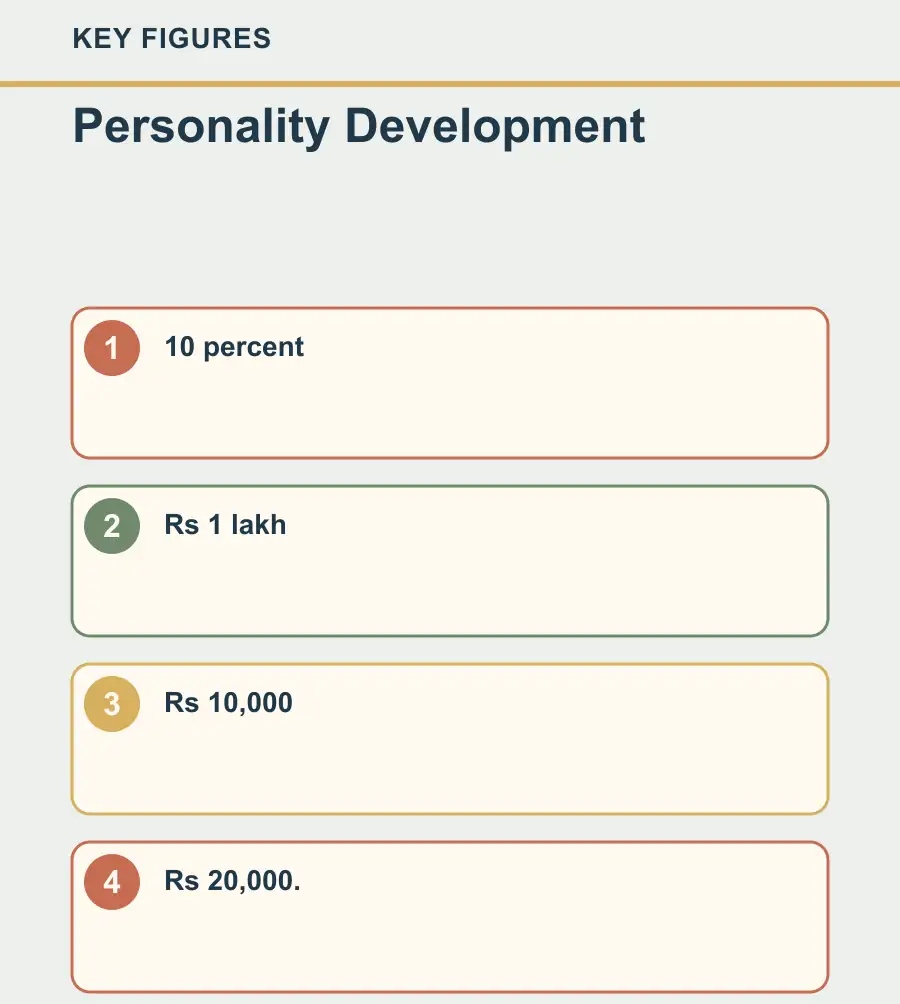 KEY FIGURES
Personality Development
1 10 percent
2 Rs 1 lakh
3 Rs 10,000
4 Rs 20,000.